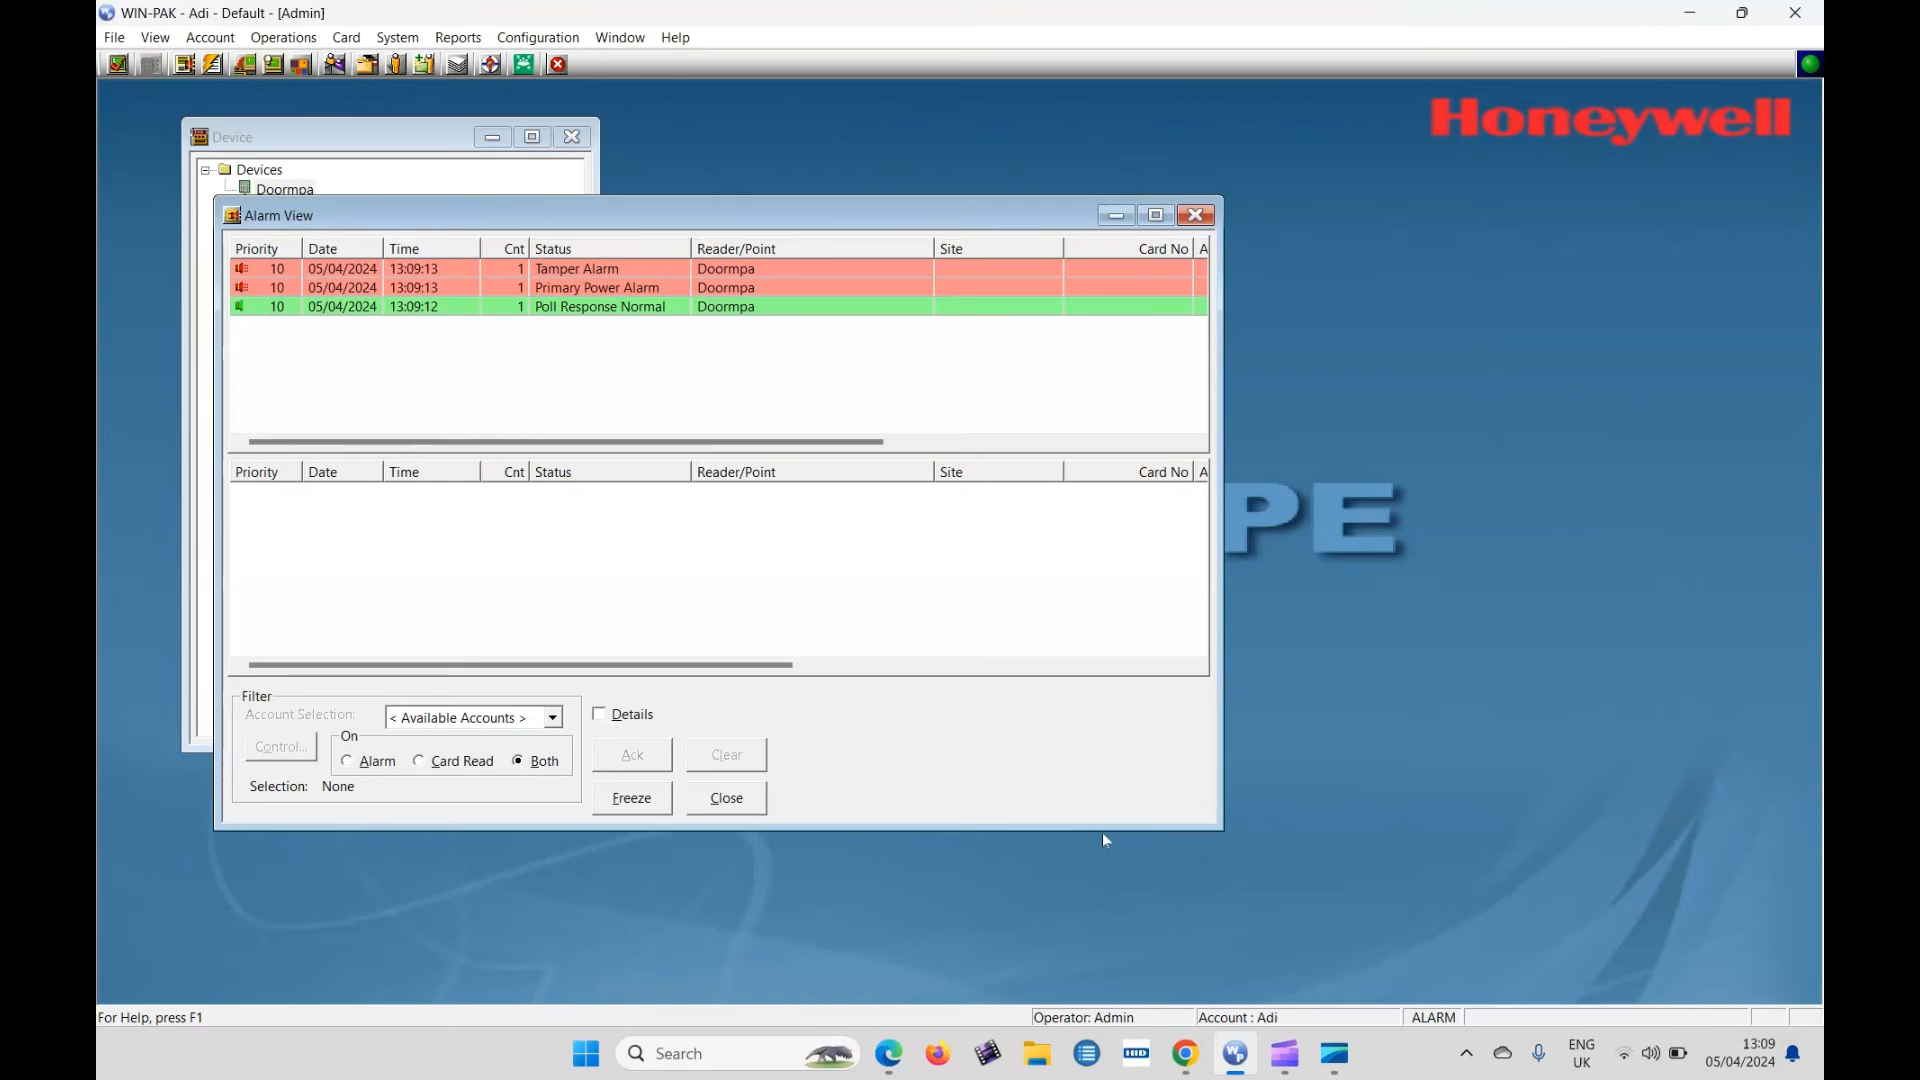 WIN-PAK - Adi - Default - [Admin]
File View Account Operations Card System Reports Configuration Window Help
Honeywell
Device
Devices
Doormpa
Alarm View
Priority Date Time Cnt Status Reader/Point Site Card No A
10 05/04/2024 13:09:13 1 Tamper Alarm Doormpa
10 05/04/2024 13:09:13 1 Primary Power Alarm Doormpa
10 05/04/2024 13:09:12 1 Poll Response Normal Doormpa
Priority Date Time Cnt Status Reader/Point Site Card No A
PE
Filter
Account Selection: < Available Accounts >
Details
On
Control...
Alarm Card Read Both
Ack Clear
Selection: None
Freeze Close
For Help, press F1
Operator: Admin
Account : Adi
ALARM
Search
HID
WP
ENG
UK
13:09
05/04/2024